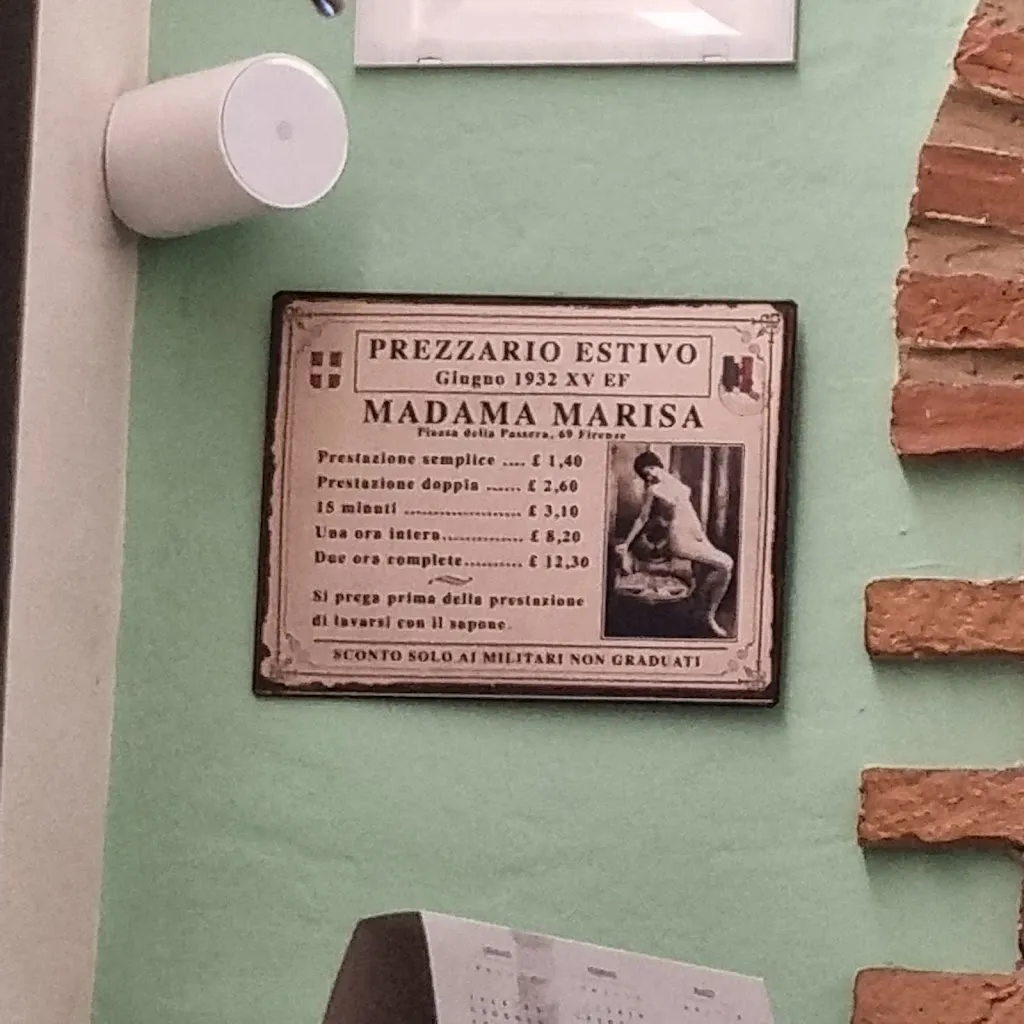 PREZZARIO ESTIVO
Giugno 1932 XV EF
MADAMA MARISA
Piazza della Passera, 69 Firenze
Prestazione semplice .... £ 1,40
Prestazione doppia ...... £ 2,60
15 minuti ..................... £ 3,10
Una ora intera.............. £ 8,20
Due ore complete.......... £ 12,30
Si prega prima della prestazione
di lavarsi con il sapone.
SCONTO SOLO AI MILITARI NON GRADUATI